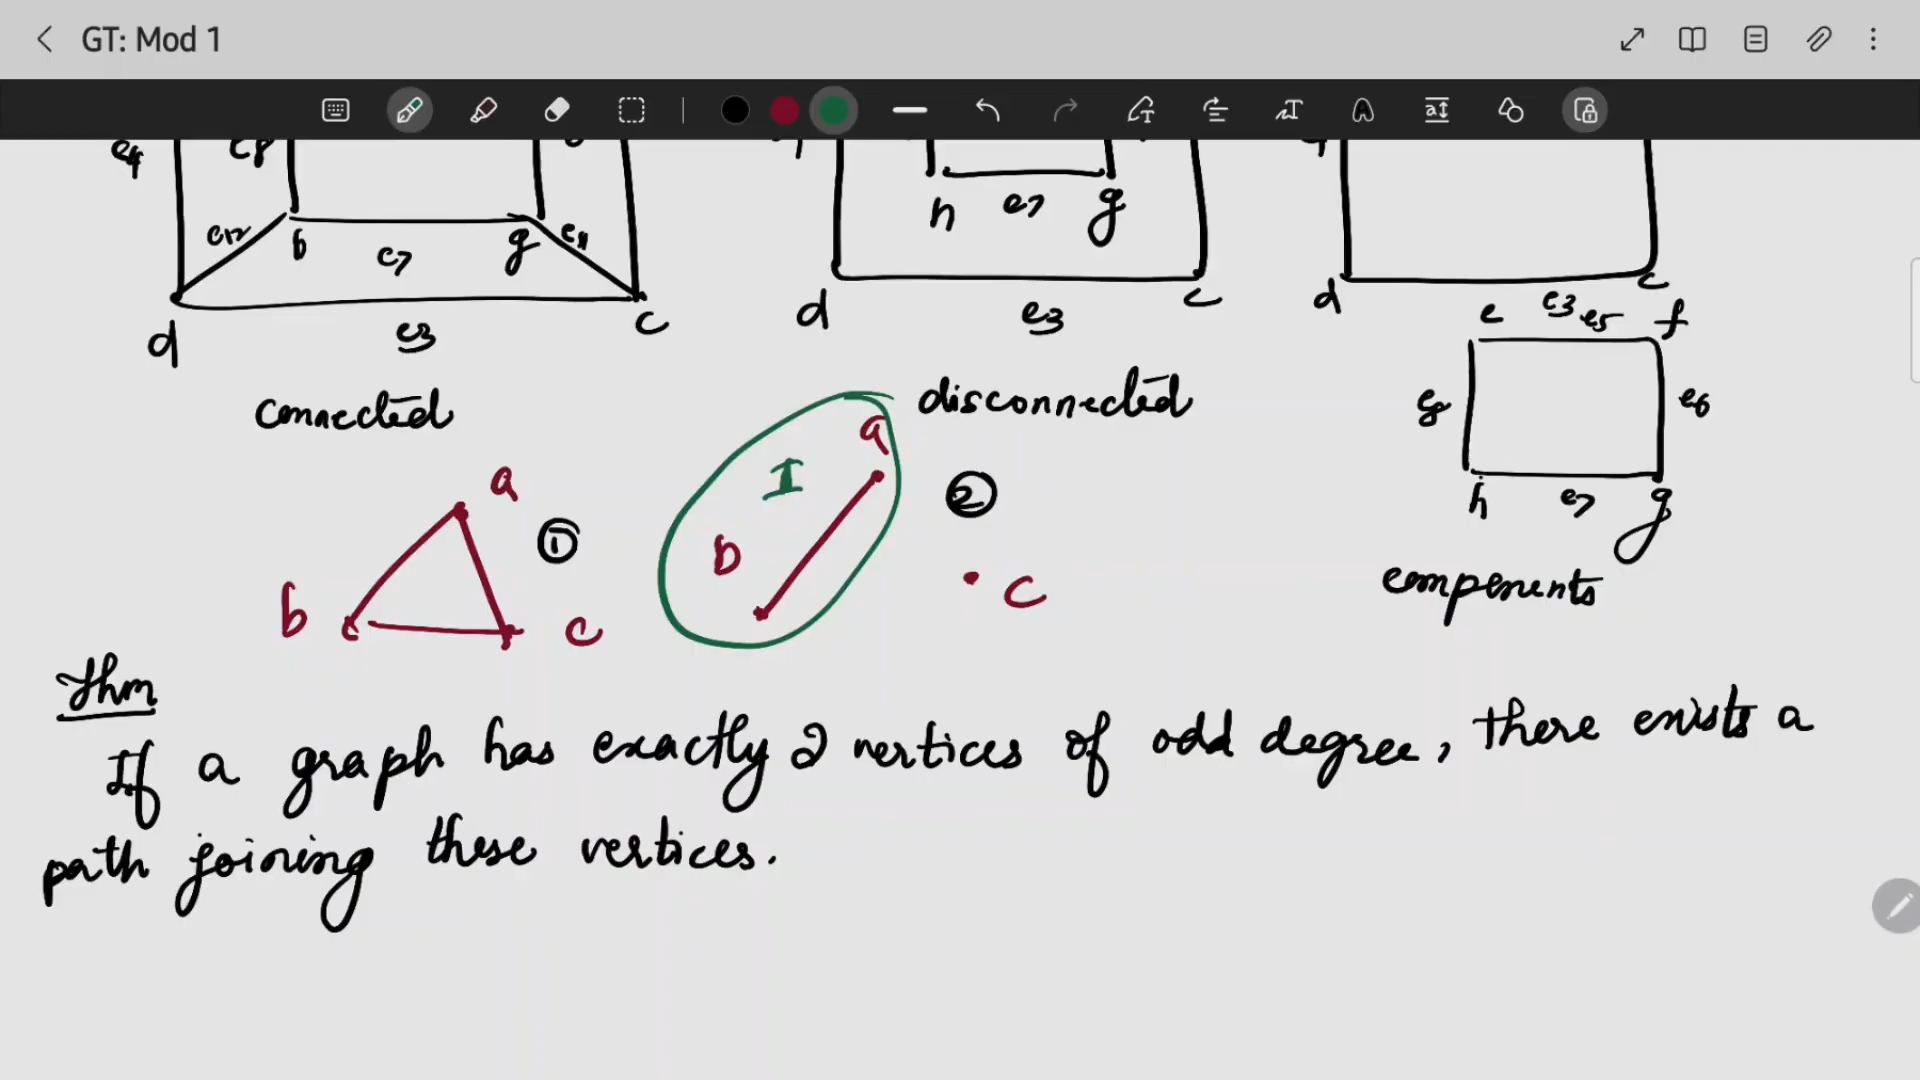 GT: Mod 1
e4 e8
h n e7 g
e12 b e7 g e11
d e3 c
d e3 c
d e3 c
e e5 f
e8 e6
h e7 g
connected
disconnected
components
a
b c
①
I
a
b
②
c
Thm
If a graph has exactly 2 vertices of odd degree, there exists a
path joining these vertices.